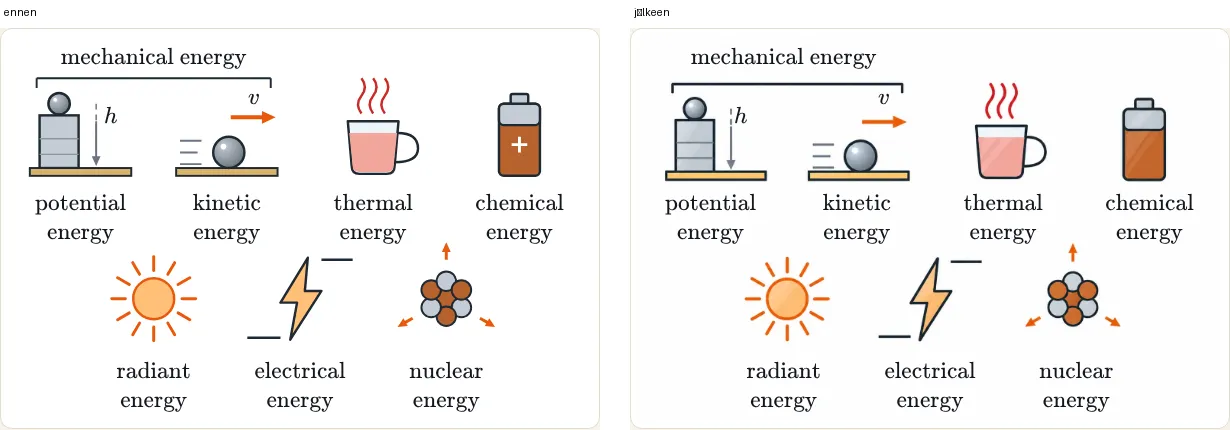 ennen
mechanical energy
h
v
potential energy
kinetic energy
thermal energy
chemical energy
+
radiant energy
electrical energy
nuclear energy
j▯lkeen
mechanical energy
h
v
potential energy
kinetic energy
thermal energy
chemical energy
radiant energy
electrical energy
nuclear energy